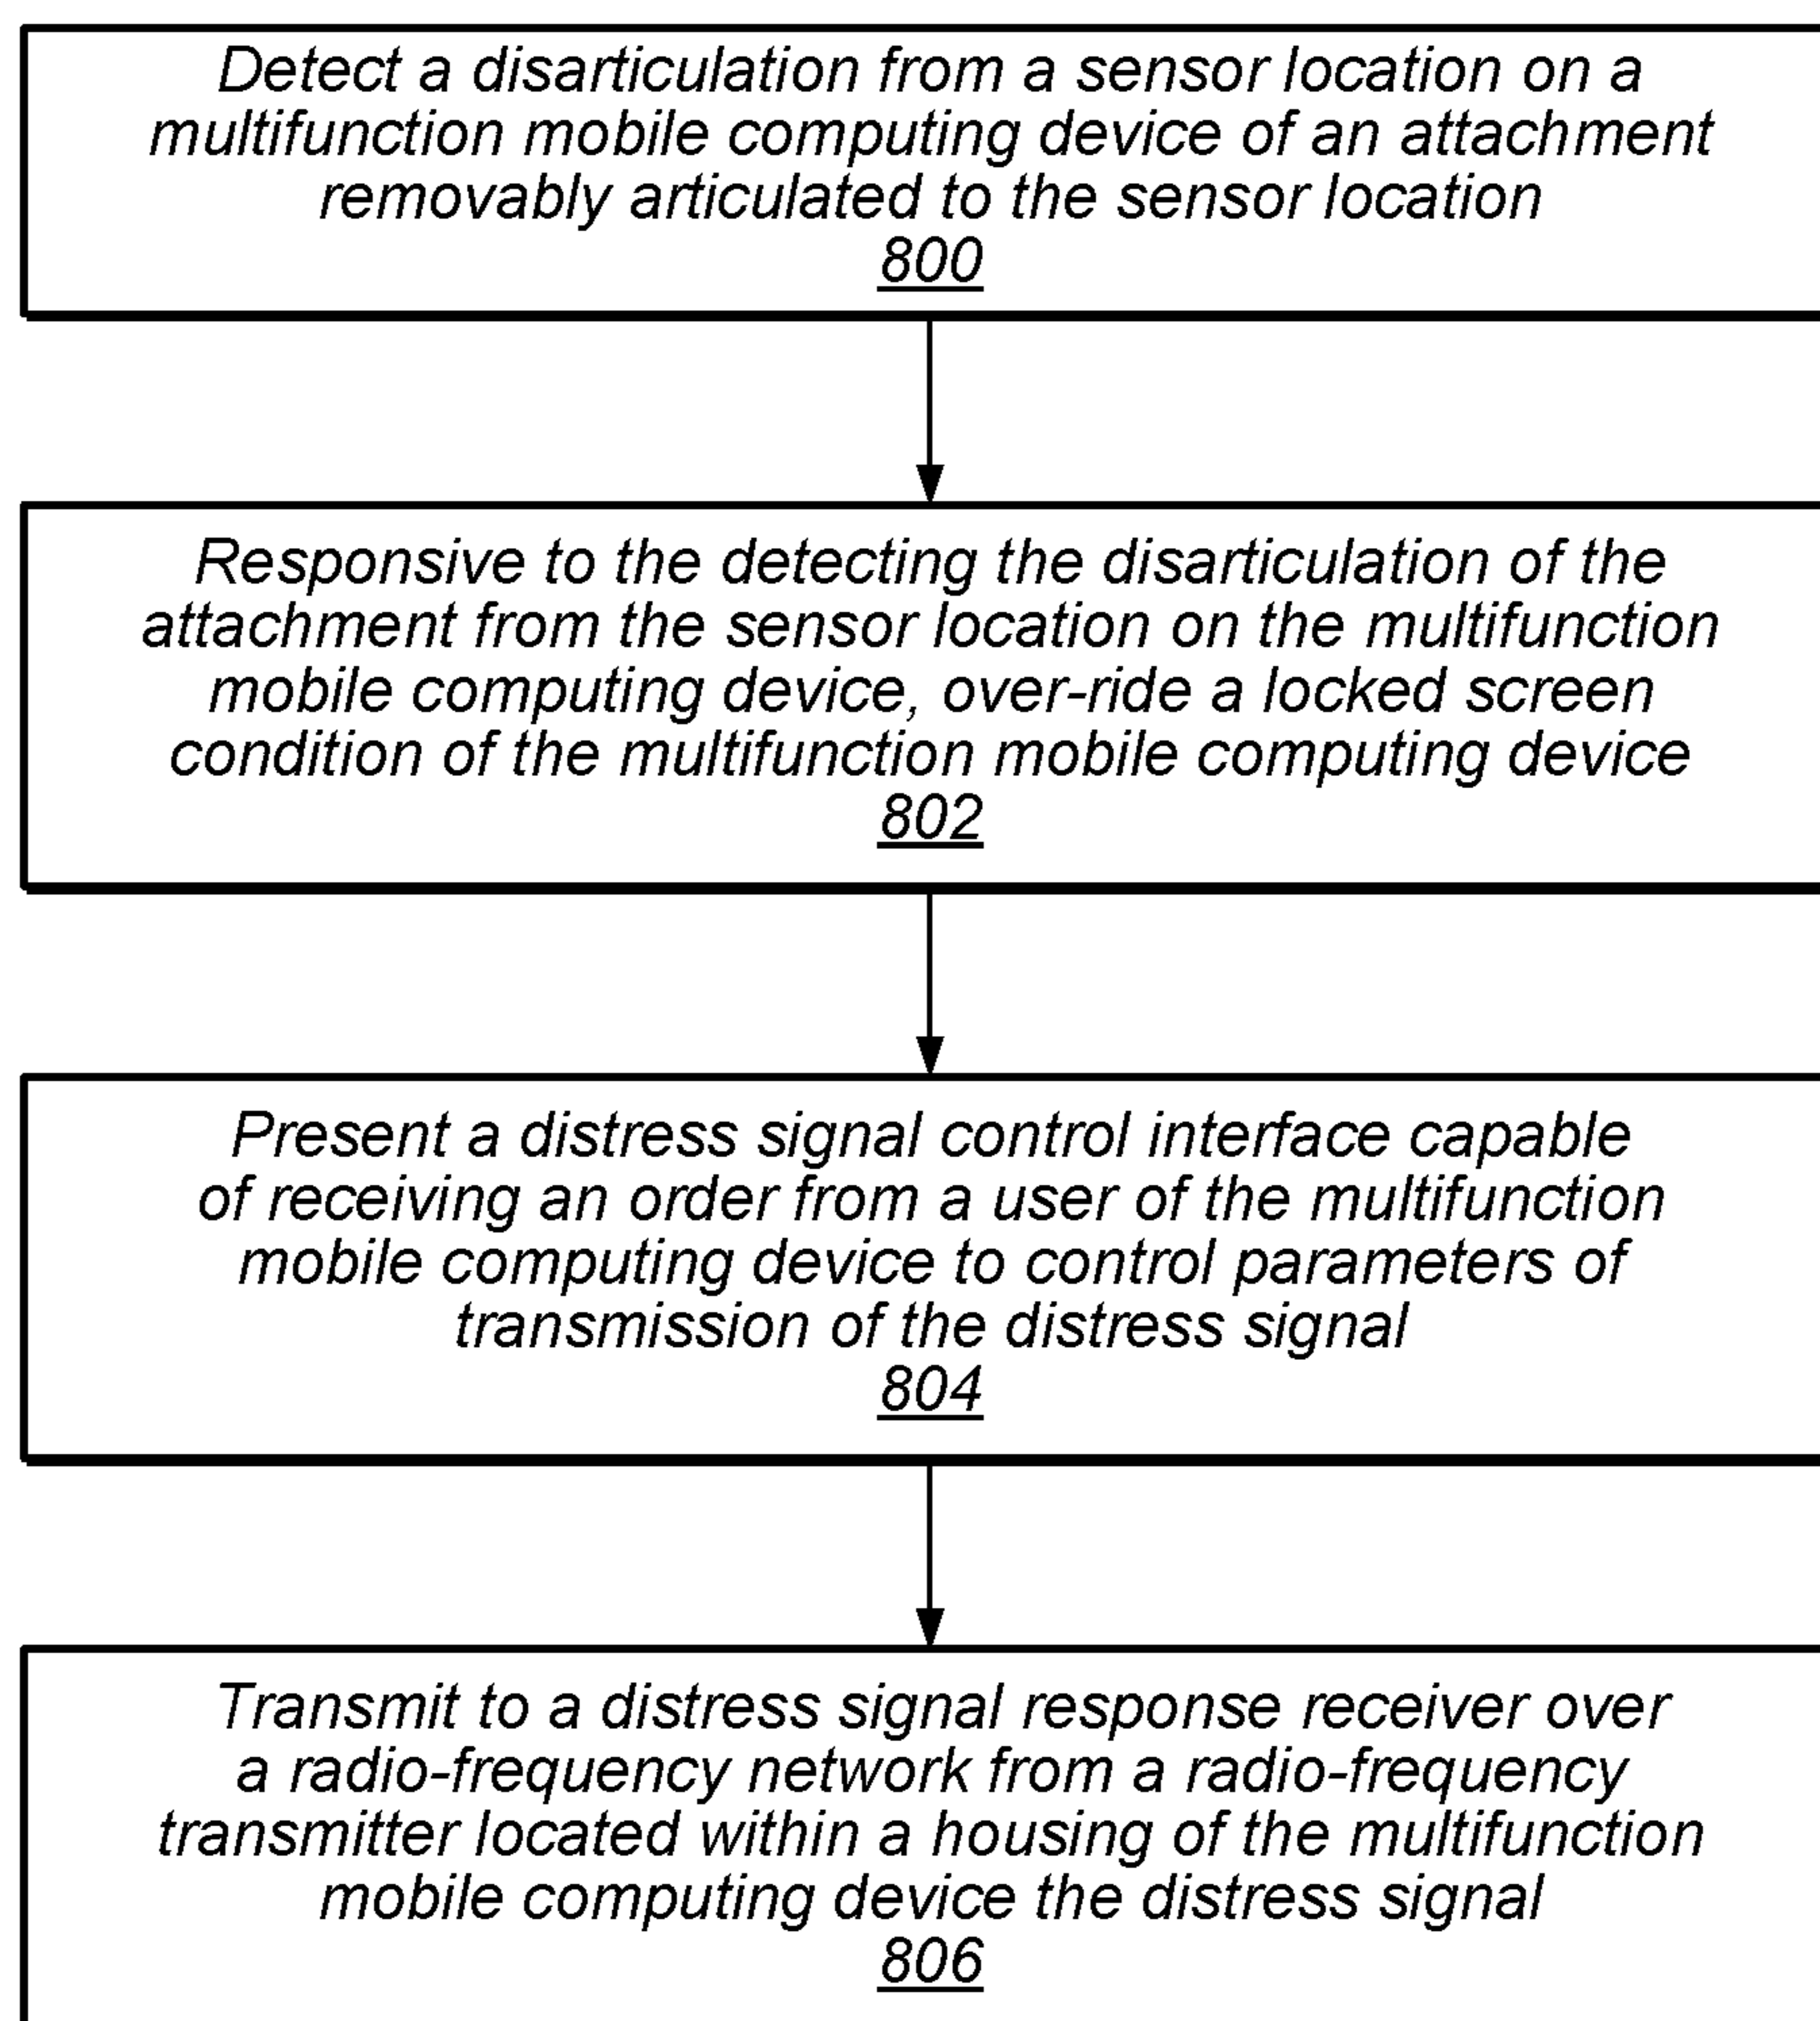 Detect a disarticulation from a sensor location on a
multifunction mobile computing device of an attachment
removably articulated to the sensor location
800
Responsive to the detecting the disarticulation of the
attachment from the sensor location on the multifunction
mobile computing device, over-ride a locked screen
condition of the multifunction mobile computing device
802
Present a distress signal control interface capable
of receiving an order from a user of the multifunction
mobile computing device to control parameters of
transmission of the distress signal
804
Transmit to a distress signal response receiver over
a radio-frequency network from a radio-frequency
transmitter located within a housing of the multifunction
mobile computing device the distress signal
806